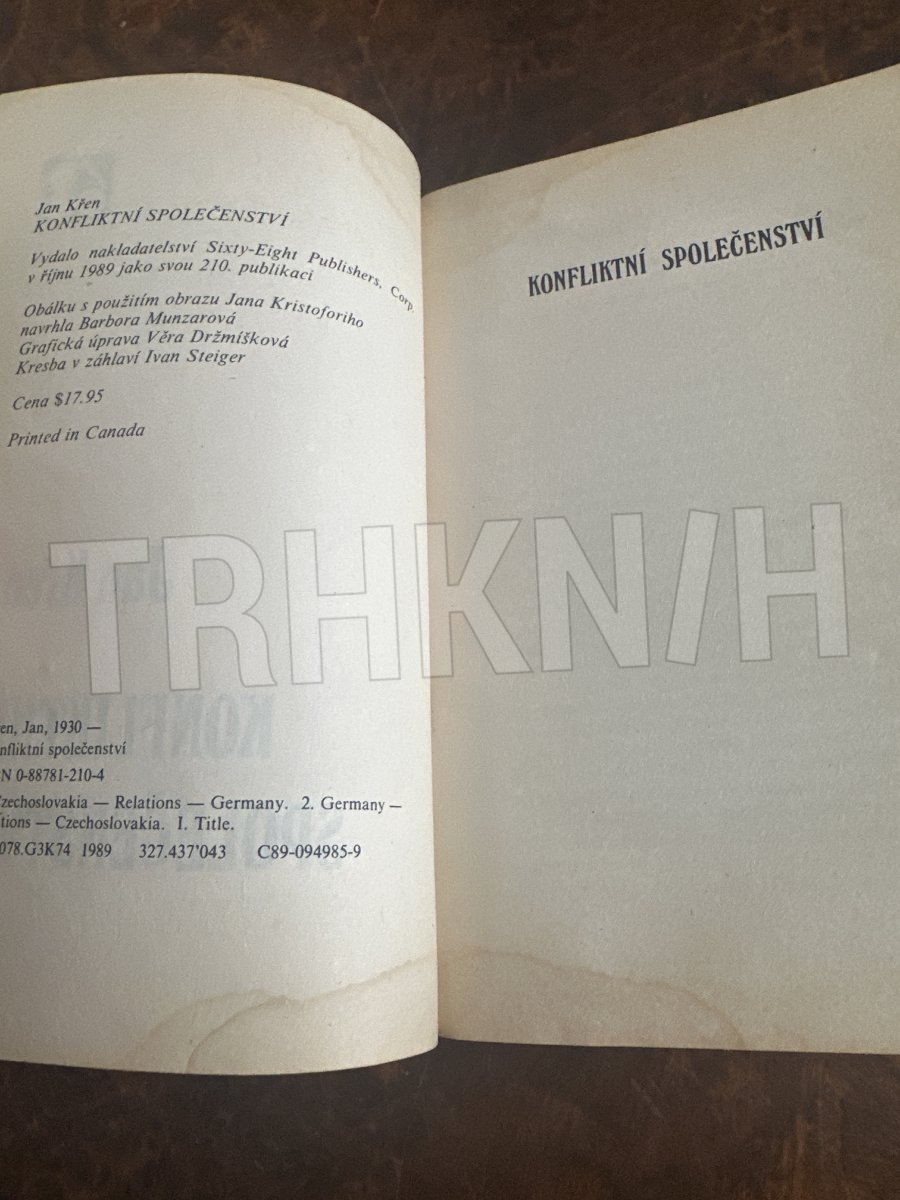 Jan Křen
KONFLIKTNÍ SPOLEČENSTVÍ
Vydalo nakladatelství Sixty-Eight Publishers, Corp.
v říjnu 1989 jako svou 210. publikaci
Obálku s použitím obrazu Jana Kristoforiho
navrhla Barbora Munzarová
Grafická úprava Věra Držmíšková
Kresba v záhlaví Ivan Steiger
Cena $17.95
Printed in Canada
en, Jan, 1930 —
nfliktní společenství
N 0-88781-210-4
zechoslovakia — Relations — Germany. 2. Germany —
tions — Czechoslovakia. I. Title.
078.G3K74 1989 327.437'043 C89-094985-9
KONFLIKTNÍ SPOLEČENSTVÍ
TRHKNIH